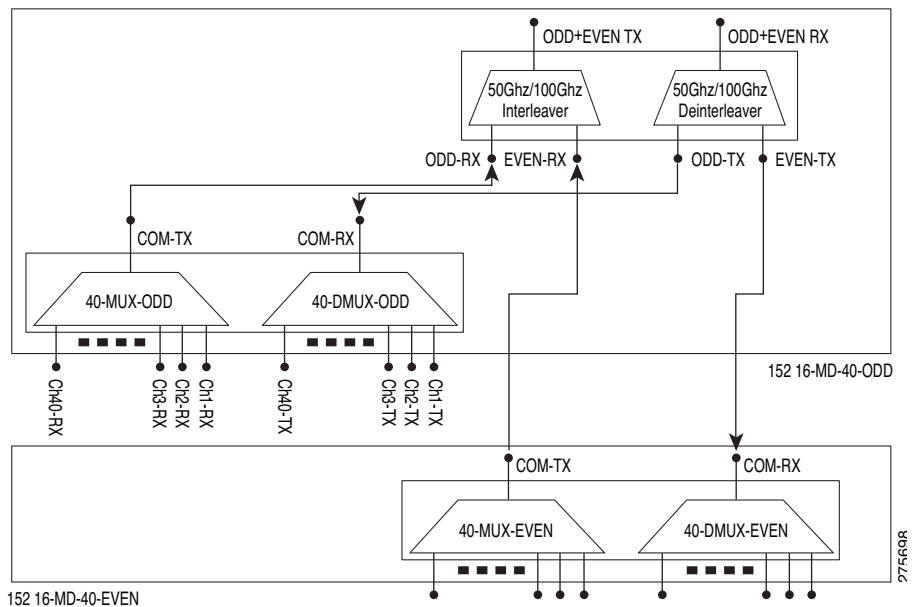 ODD+EVEN TX
ODD+EVEN RX
50Ghz/100Ghz
Interleaver
50Ghz/100Ghz
Deinterleaver
ODD-RX
EVEN-RX
ODD-TX
EVEN-TX
COM-TX
COM-RX
40-MUX-ODD
40-DMUX-ODD
152 16-MD-40-ODD
Ch40-RX
Ch3-RX
Ch2-RX
Ch1-RX
Ch40-TX
Ch3-TX
Ch2-TX
Ch1-TX
COM-TX
COM-RX
40-MUX-EVEN
40-DMUX-EVEN
275698
152 16-MD-40-EVEN